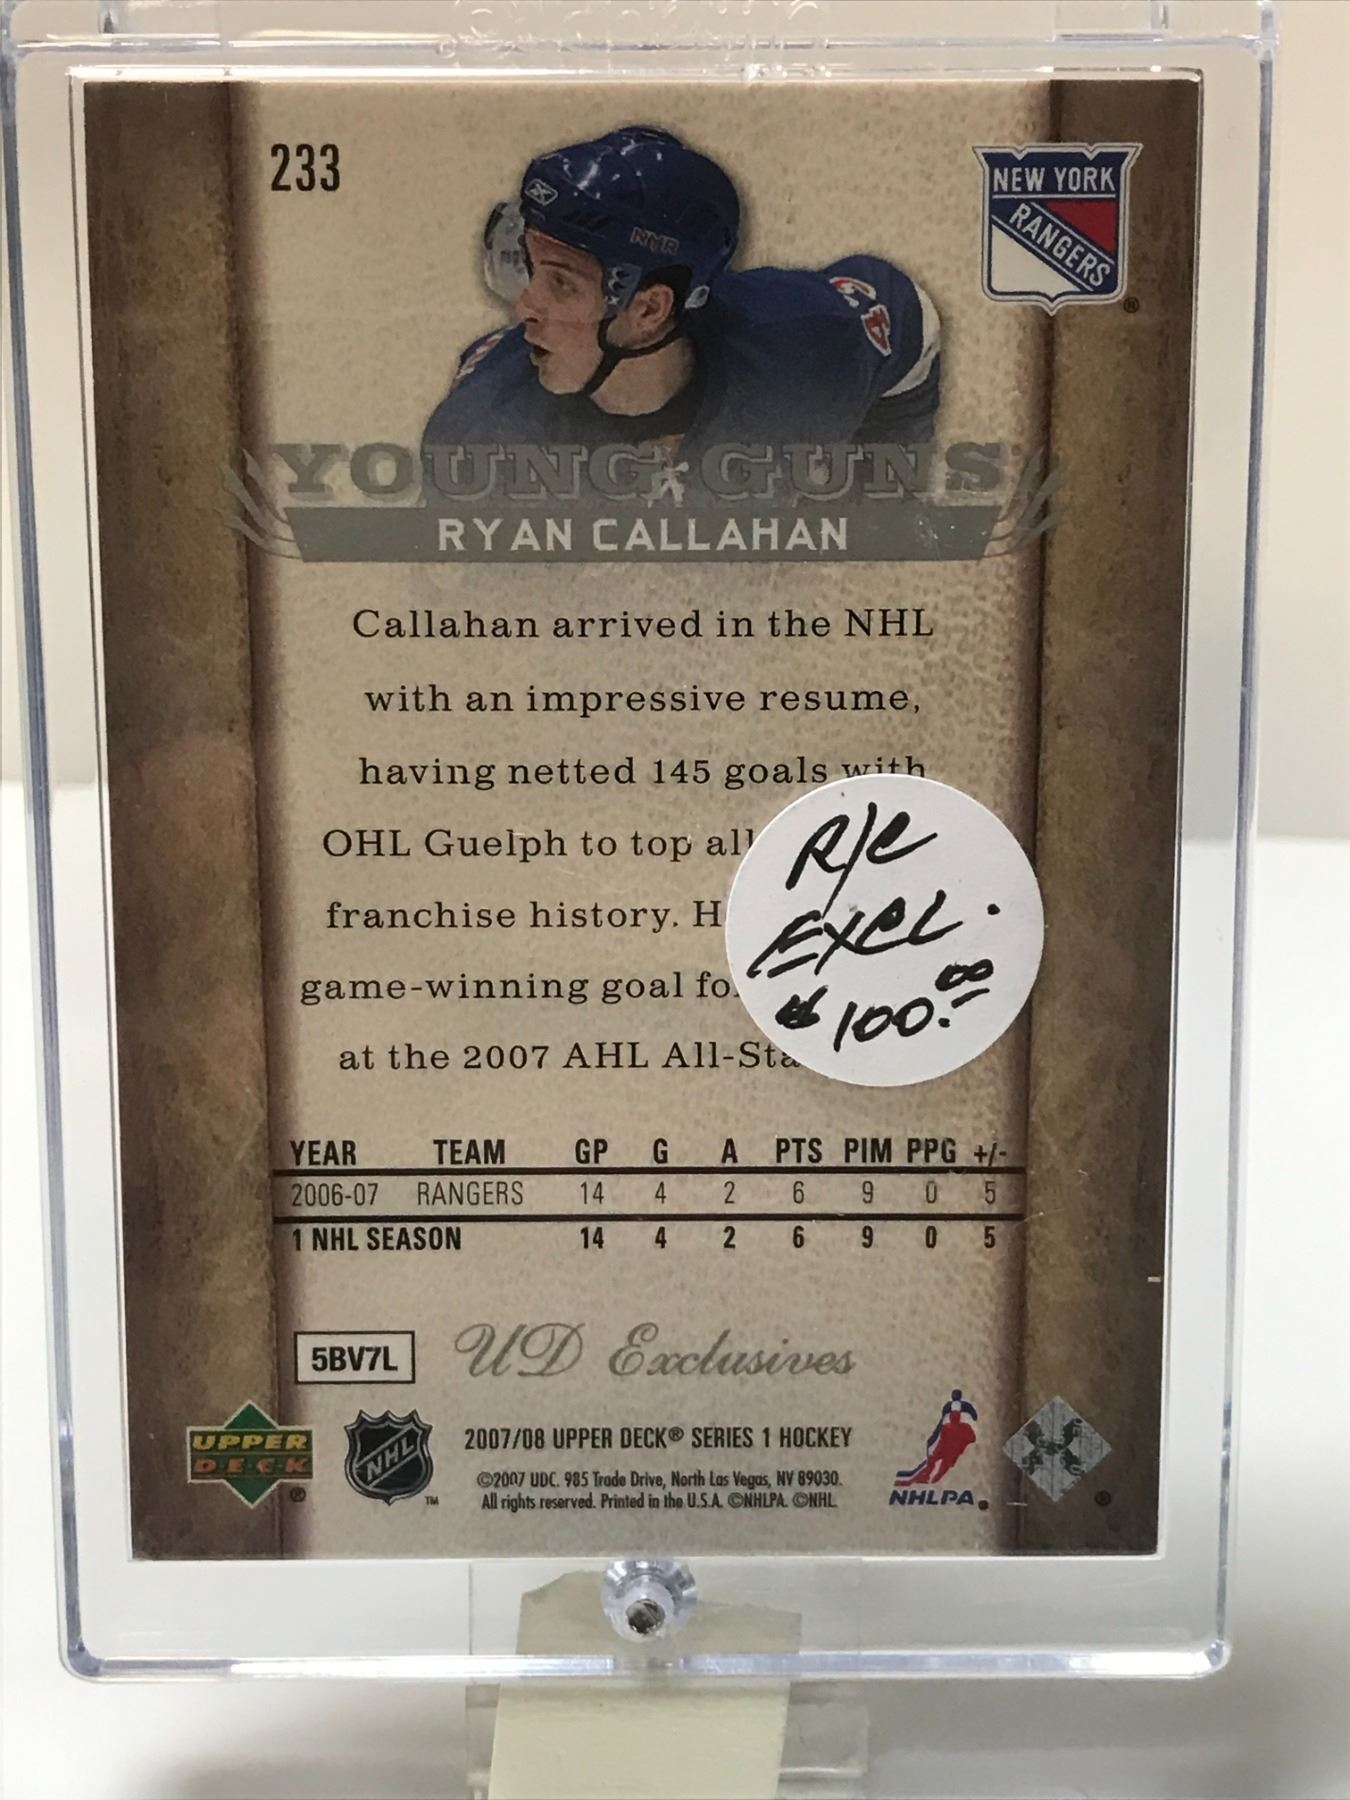 233
NYR
24
NEW YORK
RANGERS
YOUNG GUNS
RYAN CALLAHAN
Callahan arrived in the NHL
with an impressive resume,
having netted 145 goals with
OHL Guelph to top all
franchise history. H
game-winning goal fo
at the 2007 AHL All-Sta
R/C
EXCL.
$100.00
YEAR TEAM GP G A PTS PIM PPG +/-
2006-07 RANGERS 14 4 2 6 9 0 5
1 NHL SEASON 14 4 2 6 9 0 5
5BV7L
UD Exclusives
UPPER
DECK
®
NHL
TM
2007/08 UPPER DECK® SERIES 1 HOCKEY
©2007 UDC. 985 Trade Drive, North Las Vegas, NV 89030.
All rights reserved. Printed in the U.S.A. ©NHLPA. ©NHL.
NHLPA